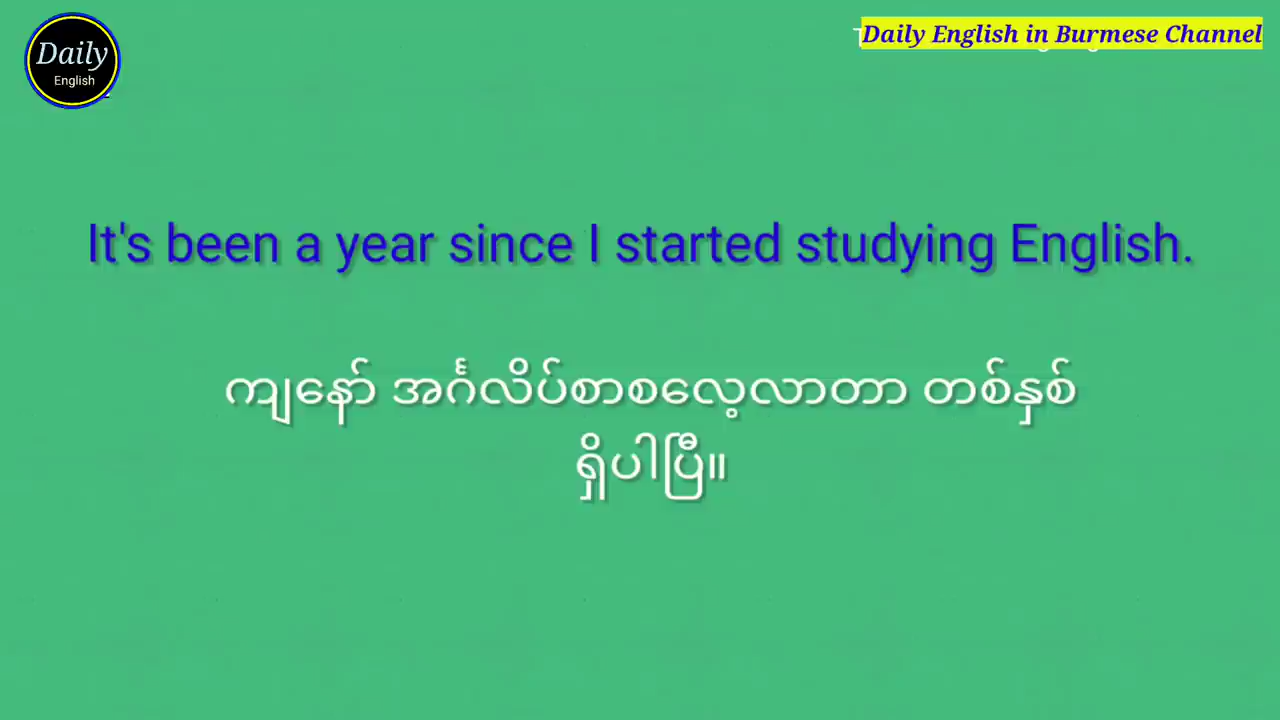 Daily
English
Daily English in Burmese Channel
It's been a year since I started studying English.
ကျနော် အင်္ဂလိပ်စာစလေ့လာတာ တစ်နှစ်
ရှိပါပြီ။